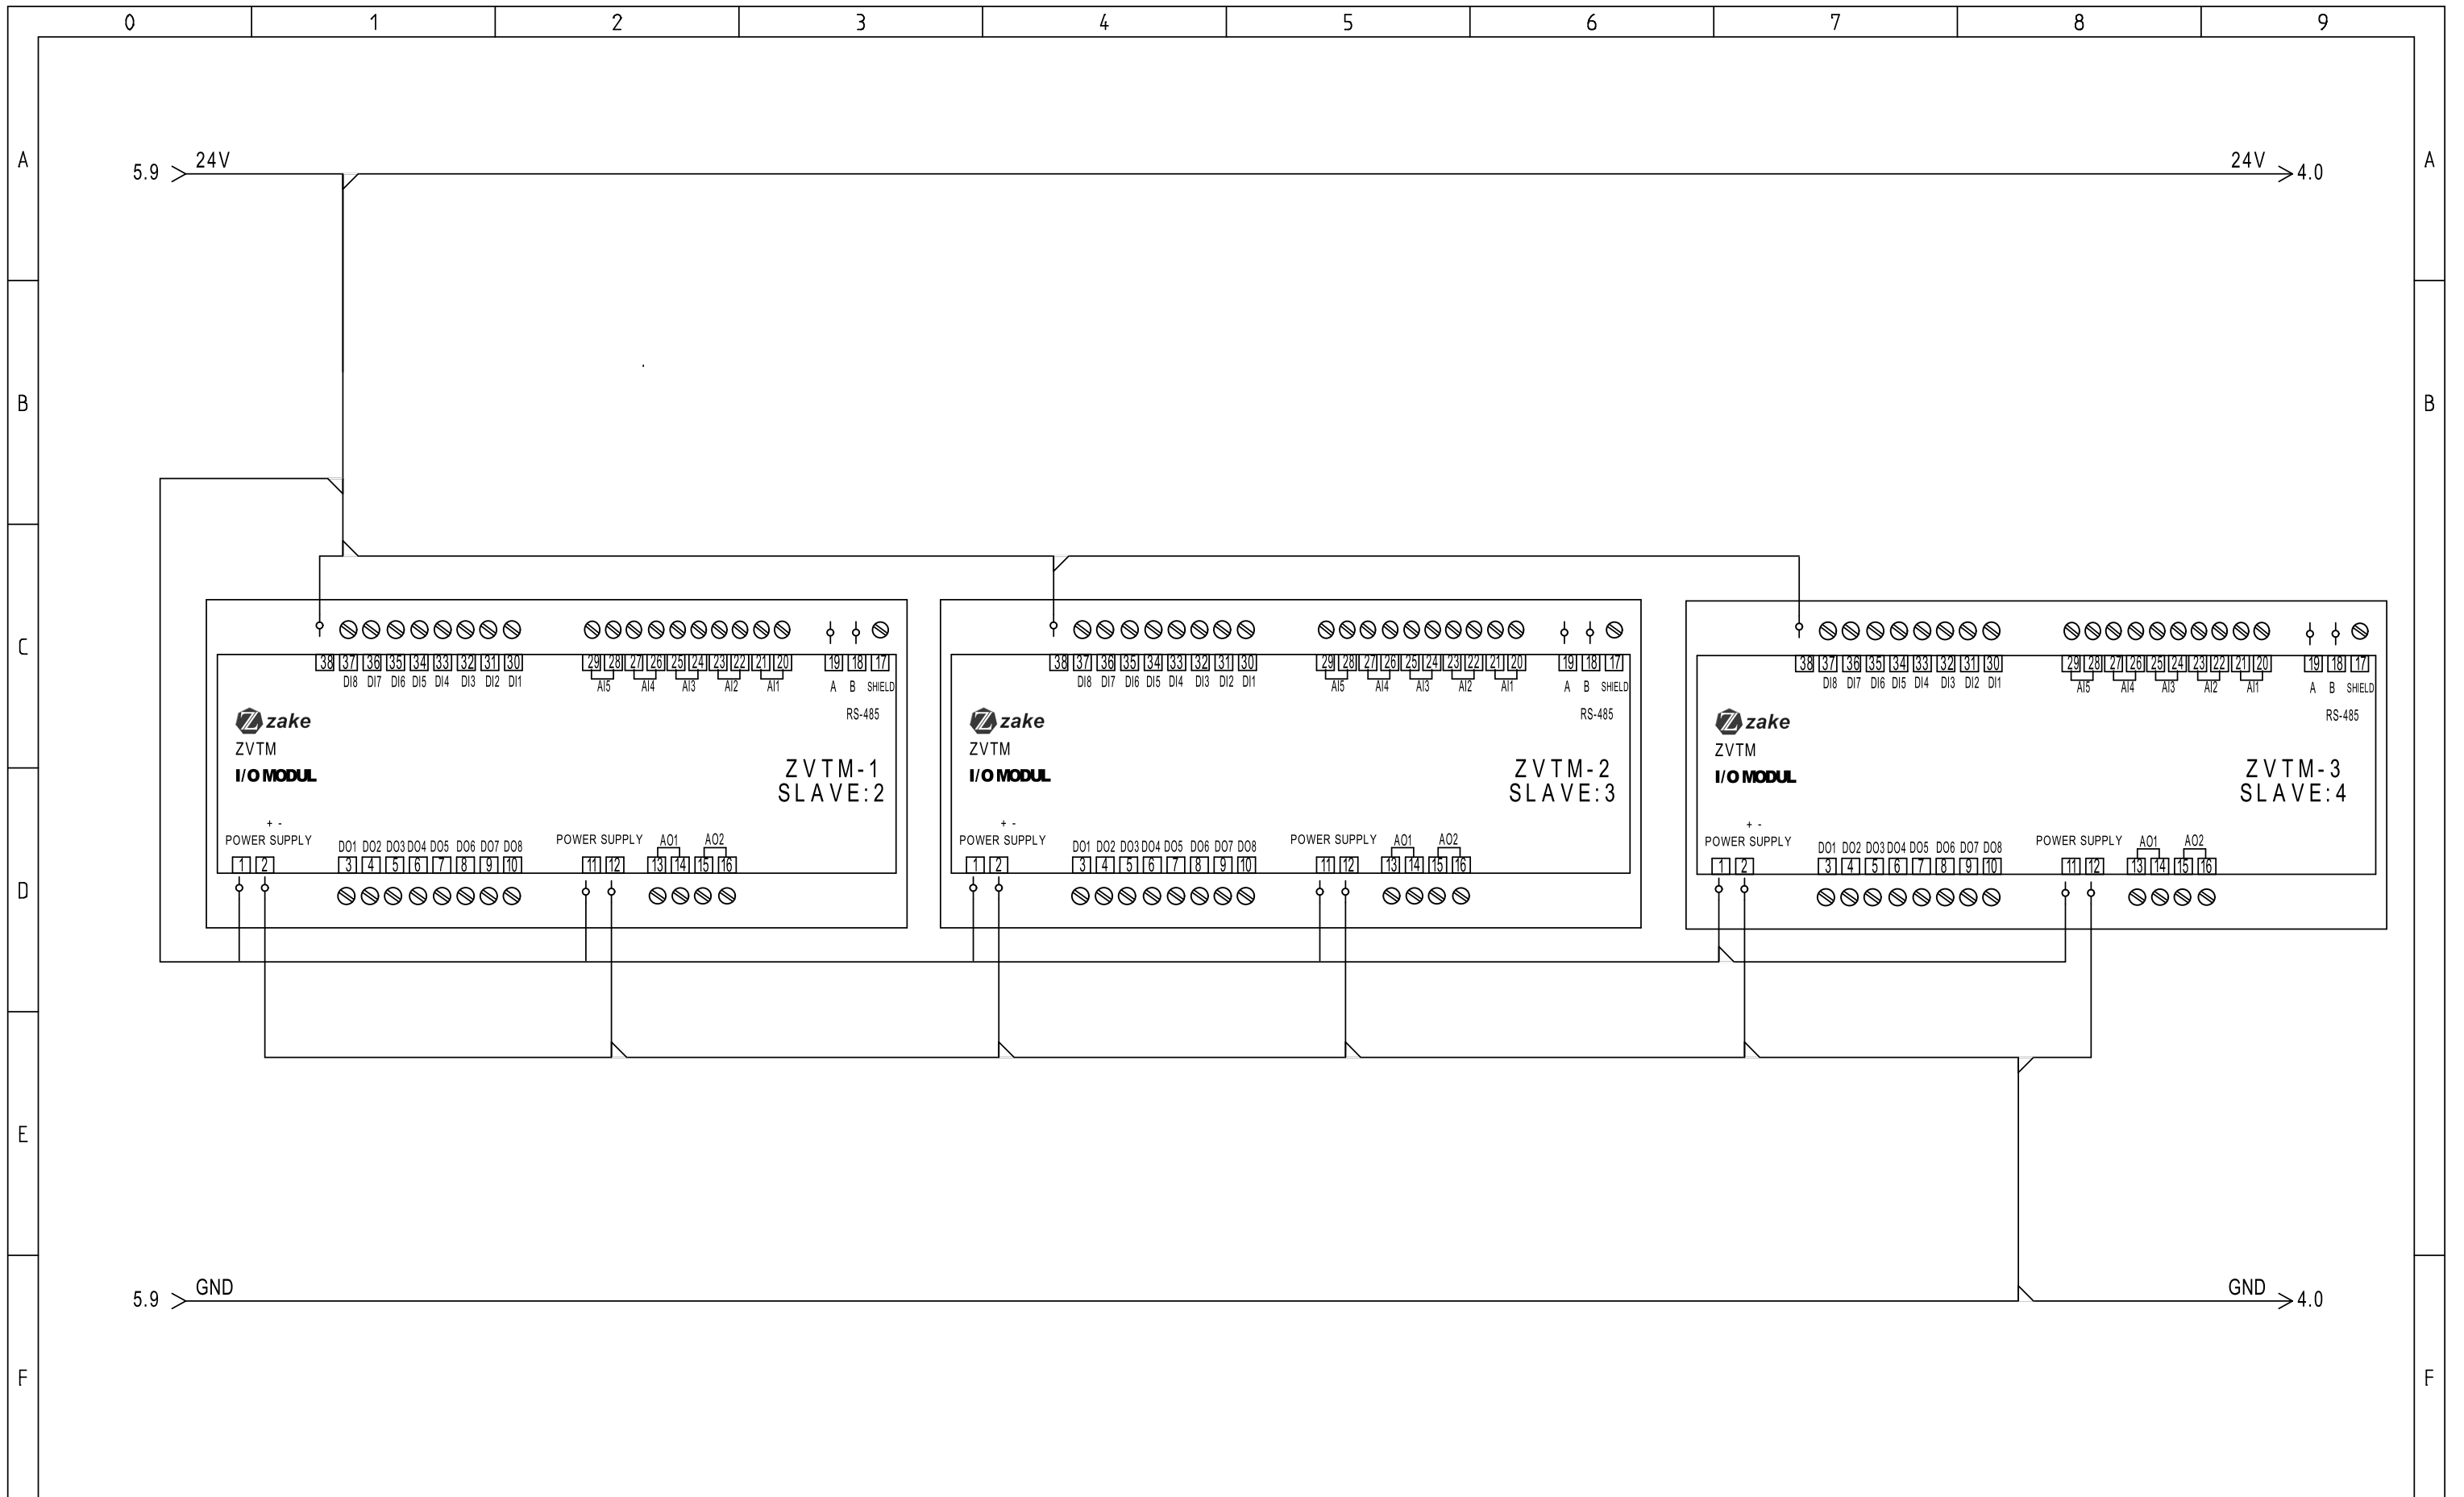 0 1 2 3 4 5 6 7 8 9
A A
24V 24V
5.9 4.0
B B
C C
38 37 36 35 34 33 32 31 30 29 28 27 26 25 24 23 22 21 20 19 18 17
DI8 DI7 DI6 DI5 DI4 DI3 DI2 DI1 AI5 AI4 AI3 AI2 AI1 A B SHIELD
RS-485
zake
ZVTM
I/O MODUL
ZVTM-1
SLAVE:2
+ -
POWER SUPPLY DO1 DO2 DO3 DO4 DO5 DO6 DO7 DO8 POWER SUPPLY AO1 AO2
1 2 3 4 5 6 7 8 9 10 11 12 13 14 15 16
38 37 36 35 34 33 32 31 30 29 28 27 26 25 24 23 22 21 20 19 18 17
DI8 DI7 DI6 DI5 DI4 DI3 DI2 DI1 AI5 AI4 AI3 AI2 AI1 A B SHIELD
RS-485
zake
ZVTM
I/O MODUL
ZVTM-2
SLAVE:3
+ -
POWER SUPPLY DO1 DO2 DO3 DO4 DO5 DO6 DO7 DO8 POWER SUPPLY AO1 AO2
1 2 3 4 5 6 7 8 9 10 11 12 13 14 15 16
38 37 36 35 34 33 32 31 30 29 28 27 26 25 24 23 22 21 20 19 18 17
DI8 DI7 DI6 DI5 DI4 DI3 DI2 DI1 AI5 AI4 AI3 AI2 AI1 A B SHIELD
RS-485
zake
ZVTM
I/O MODUL
ZVTM-3
SLAVE:4
+ -
POWER SUPPLY DO1 DO2 DO3 DO4 DO5 DO6 DO7 DO8 POWER SUPPLY AO1 AO2
1 2 3 4 5 6 7 8 9 10 11 12 13 14 15 16
D D
E E
GND GND
5.9 4.0
F F